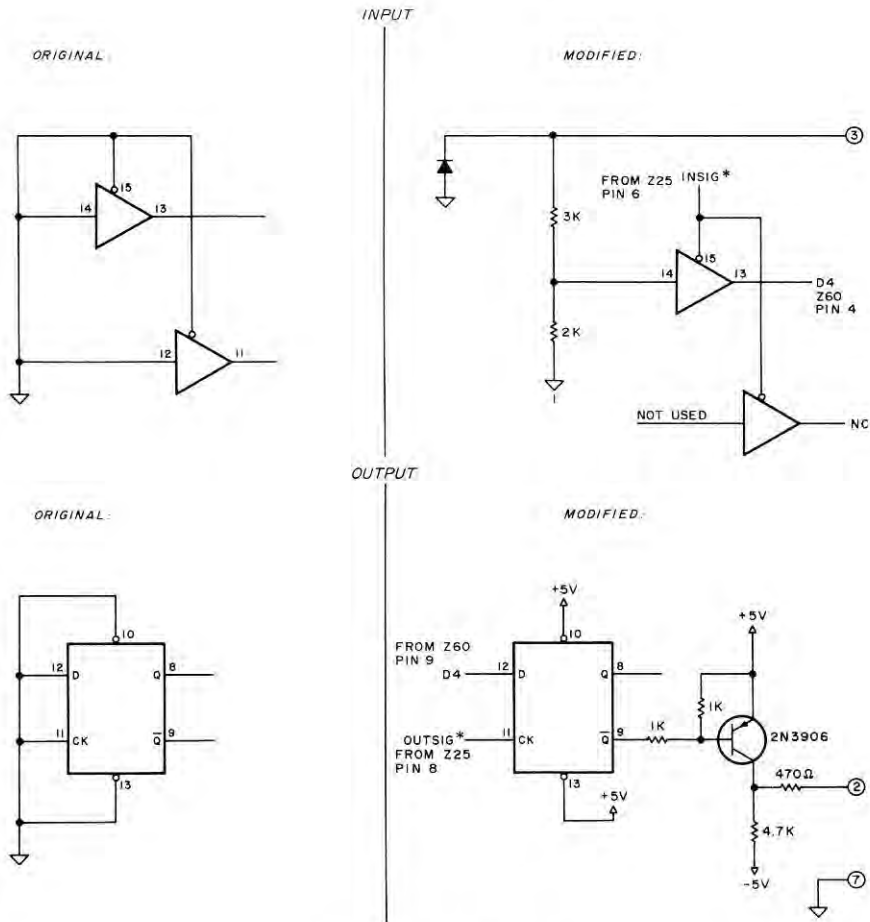 INPUT
ORIGINAL:
15
14
13
12
11
MODIFIED:
3
FROM Z25 INSIG*
PIN 6
3K
15
14
13
D4
Z60
PIN 4
2K
NOT USED
NC
OUTPUT
ORIGINAL:
10
12
D
Q
8
11
CK
Q̅
9
13
MODIFIED:
+5V
+5V
10
FROM Z60
PIN 9
D4
12
D
Q
8
1K
OUTSIG*
FROM Z25
PIN 8
11
CK
Q̅
9
1K
2N3906
13
+5V
470Ω
2
4.7K
-5V
7